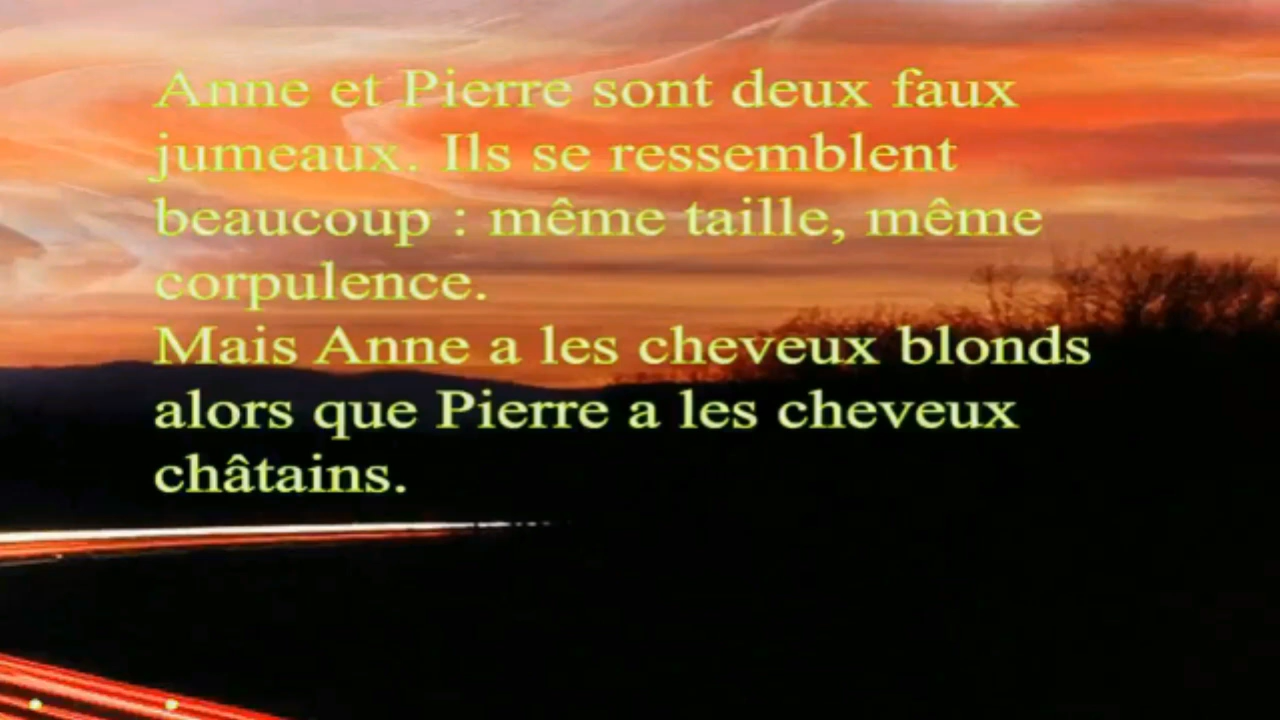 Anne et Pierre sont deux faux
jumeaux. Ils se ressemblent
beaucoup : même taille, même
corpulence.
Mais Anne a les cheveux blonds
alors que Pierre a les cheveux
châtains.